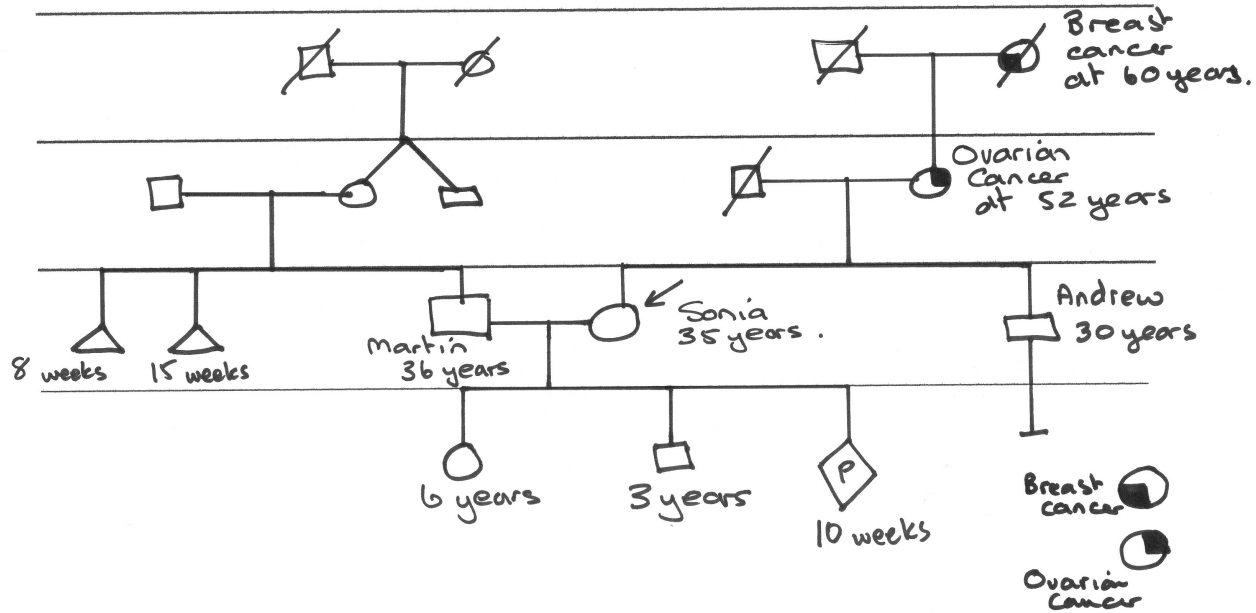 Breast
cancer
at 60 years.
Ovarian
Cancer
at 52 years
8 weeks
15 weeks
Martin
36 years
Sonia
35 years.
Andrew
30 years
6 years
3 years
P
10 weeks
Breast
cancer
Ovarian
cancer